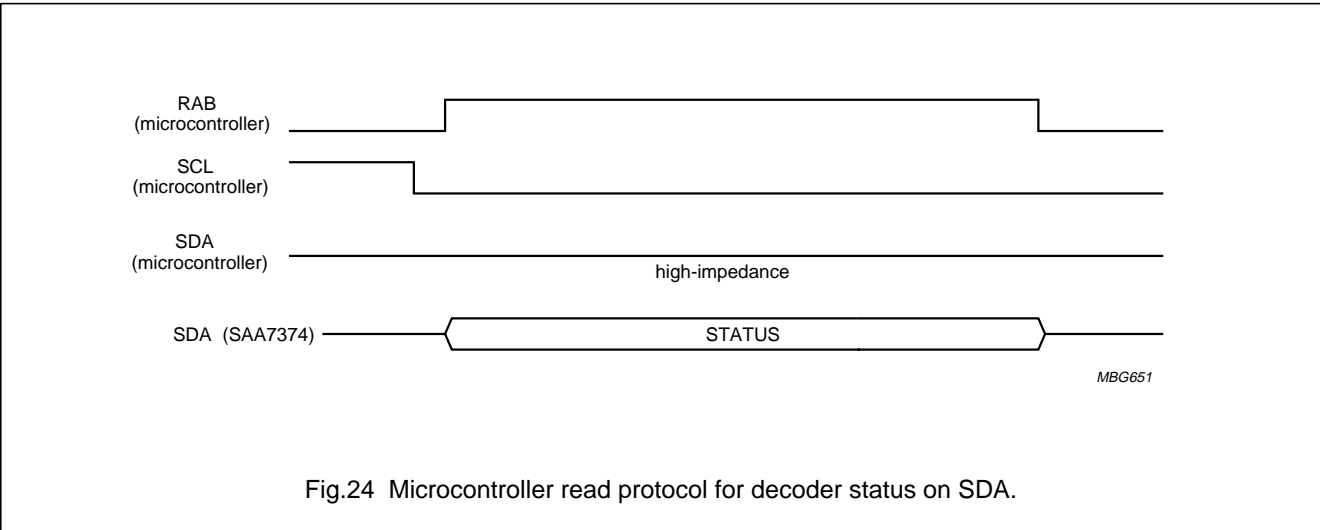 RAB
(microcontroller)
SCL
(microcontroller)
SDA
(microcontroller)
high-impedance
SDA (SAA7374)
STATUS
MBG651
Fig.24 Microcontroller read protocol for decoder status on SDA.